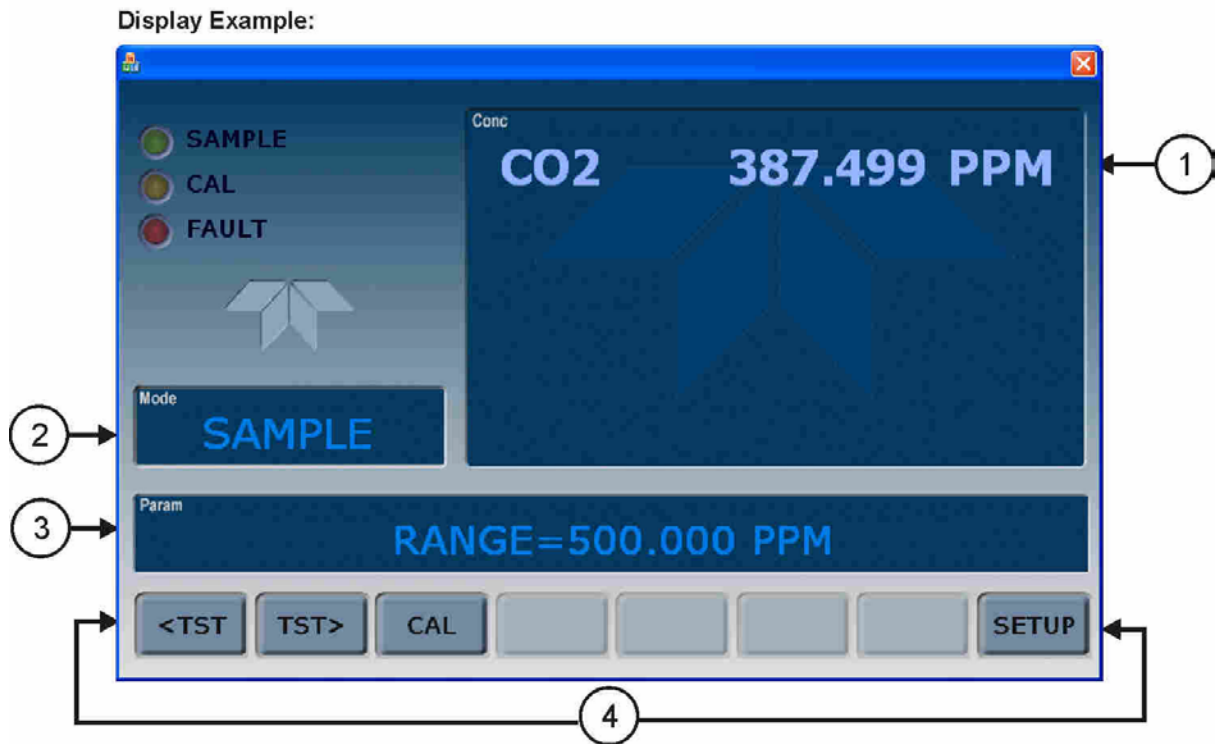 Display Example:
SAMPLE
CAL
FAULT
Conc
CO2 387.499 PPM
1
Mode
SAMPLE
2
Param
RANGE=500.000 PPM
3
<TST TST> CAL SETUP
4